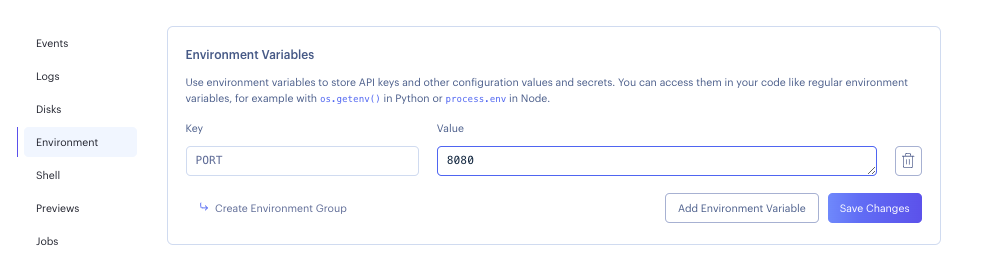 Events
Logs
Disks
Environment
Shell
Previews
Jobs
Environment Variables
Use environment variables to store API keys and other configuration values and secrets. You can access them in your code like regular environment
variables, for example with os.getenv() in Python or process.env in Node.
Key Value
PORT 8080
Create Environment Group Add Environment Variable Save Changes